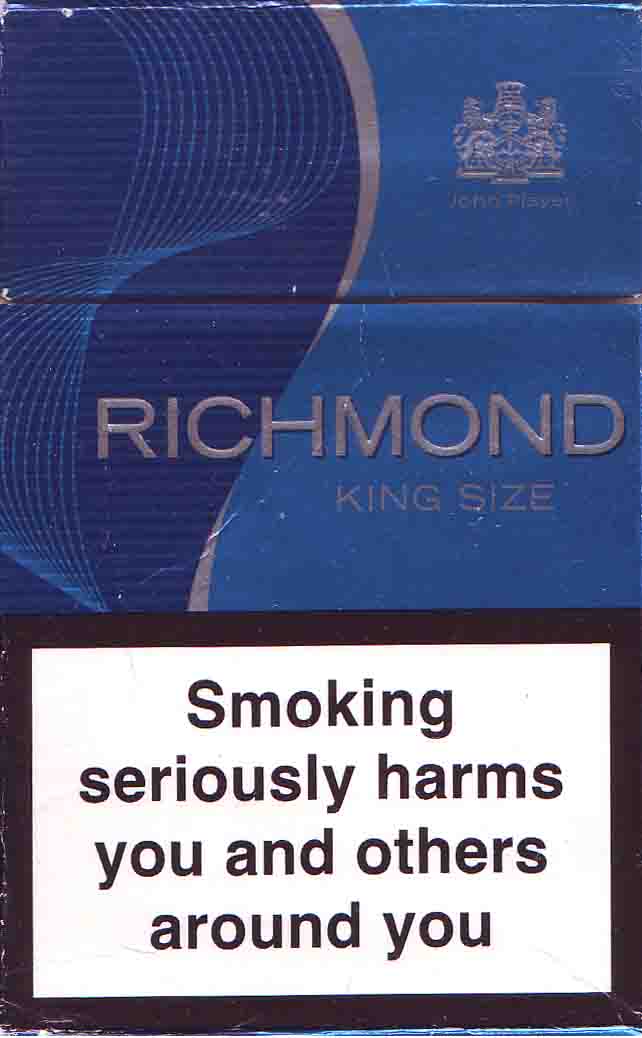 John Player
RICHMOND
KING SIZE
Smoking
seriously harms
you and others
around you